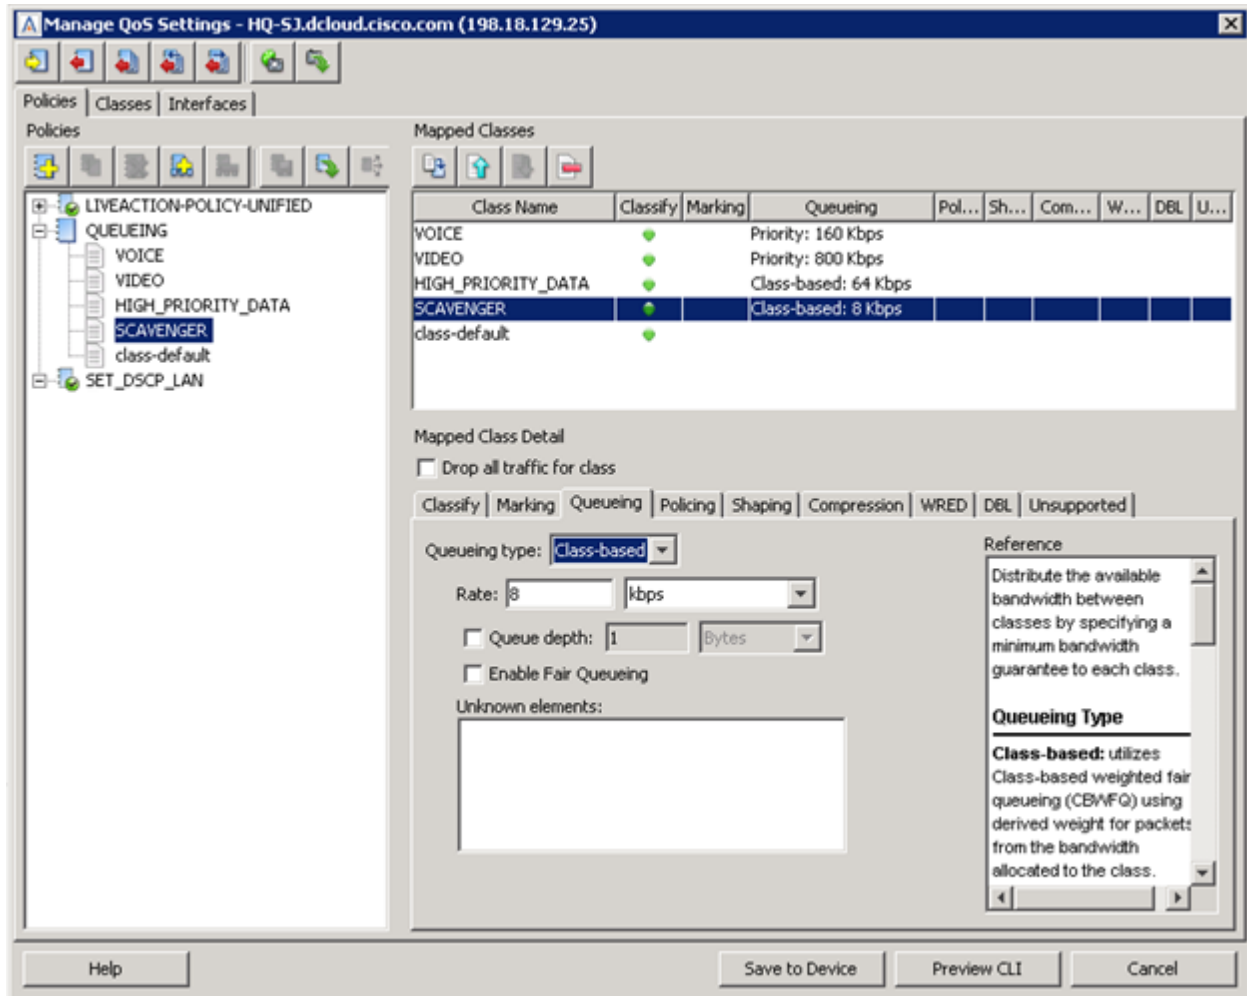 Manage QoS Settings - HQ-SJ.dcloud.cisco.com (198.18.129.25)
Policies Classes Interfaces
Policies
LIVEACTION-POLICY-UNIFIED
QUEUEING
VOICE
VIDEO
HIGH_PRIORITY_DATA
SCAVENGER
class-default
SET_DSCP_LAN
Mapped Classes
Class Name Classify Marking Queueing Pol... Sh... Com... W... DBL U...
VOICE Priority: 160 Kbps
VIDEO Priority: 800 Kbps
HIGH_PRIORITY_DATA Class-based: 64 Kbps
SCAVENGER Class-based: 8 Kbps
class-default
Mapped Class Detail
Drop all traffic for class
Classify Marking Queueing Policing Shaping Compression WRED DBL Unsupported
Queueing type: Class-based
Rate: 8 kbps
Queue depth: 1 Bytes
Enable Fair Queueing
Unknown elements:
Reference
Distribute the available
bandwidth between
classes by specifying a
minimum bandwidth
guarantee to each class.
Queueing Type
Class-based: utilizes
Class-based weighted fair
queueing (CBWFQ) using
derived weight for packets
from the bandwidth
allocated to the class.
Help Save to Device Preview CLI Cancel